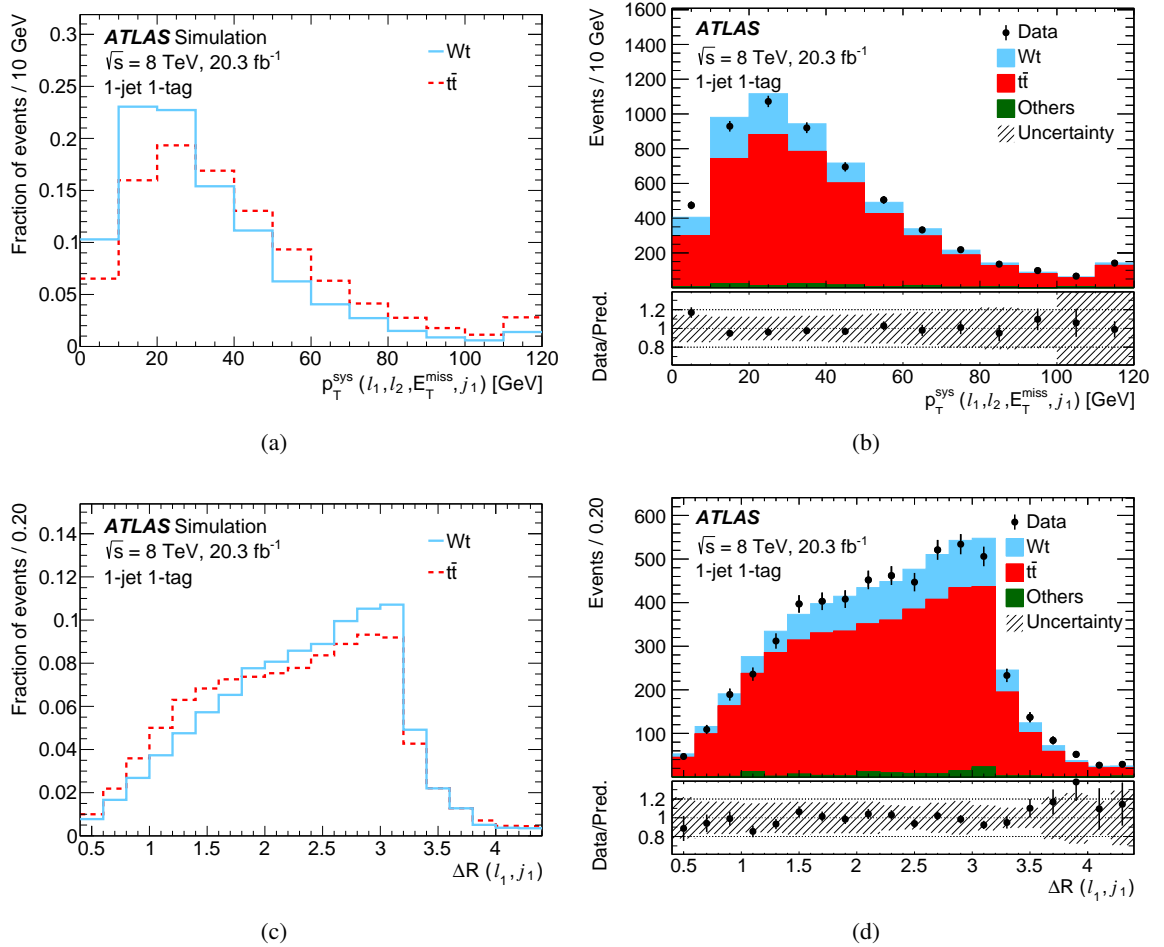 ATLAS Simulation
√s = 8 TeV, 20.3 fb⁻¹
1-jet 1-tag
Wt
tt̄
Fraction of events / 10 GeV
0 0.05 0.1 0.15 0.2 0.25 0.3
0 20 40 60 80 100 120
p_T^sys (l₁, l₂, E_T^miss, j₁) [GeV]
(a)
ATLAS
√s = 8 TeV, 20.3 fb⁻¹
1-jet 1-tag
Data
Wt
tt̄
Others
Uncertainty
Events / 10 GeV
200 400 600 800 1000 1200 1400 1600
Data/Pred.
0.8 1 1.2
0 20 40 60 80 100 120
p_T^sys (l₁, l₂, E_T^miss, j₁) [GeV]
(b)
ATLAS Simulation
√s = 8 TeV, 20.3 fb⁻¹
1-jet 1-tag
Wt
tt̄
Fraction of events / 0.20
0 0.02 0.04 0.06 0.08 0.1 0.12 0.14
0.5 1 1.5 2 2.5 3 3.5 4
ΔR (l₁, j₁)
(c)
ATLAS
√s = 8 TeV, 20.3 fb⁻¹
1-jet 1-tag
Data
Wt
tt̄
Others
Uncertainty
Events / 0.20
100 200 300 400 500 600
Data/Pred.
0.8 1 1.2
0.5 1 1.5 2 2.5 3 3.5 4
ΔR (l₁, j₁)
(d)